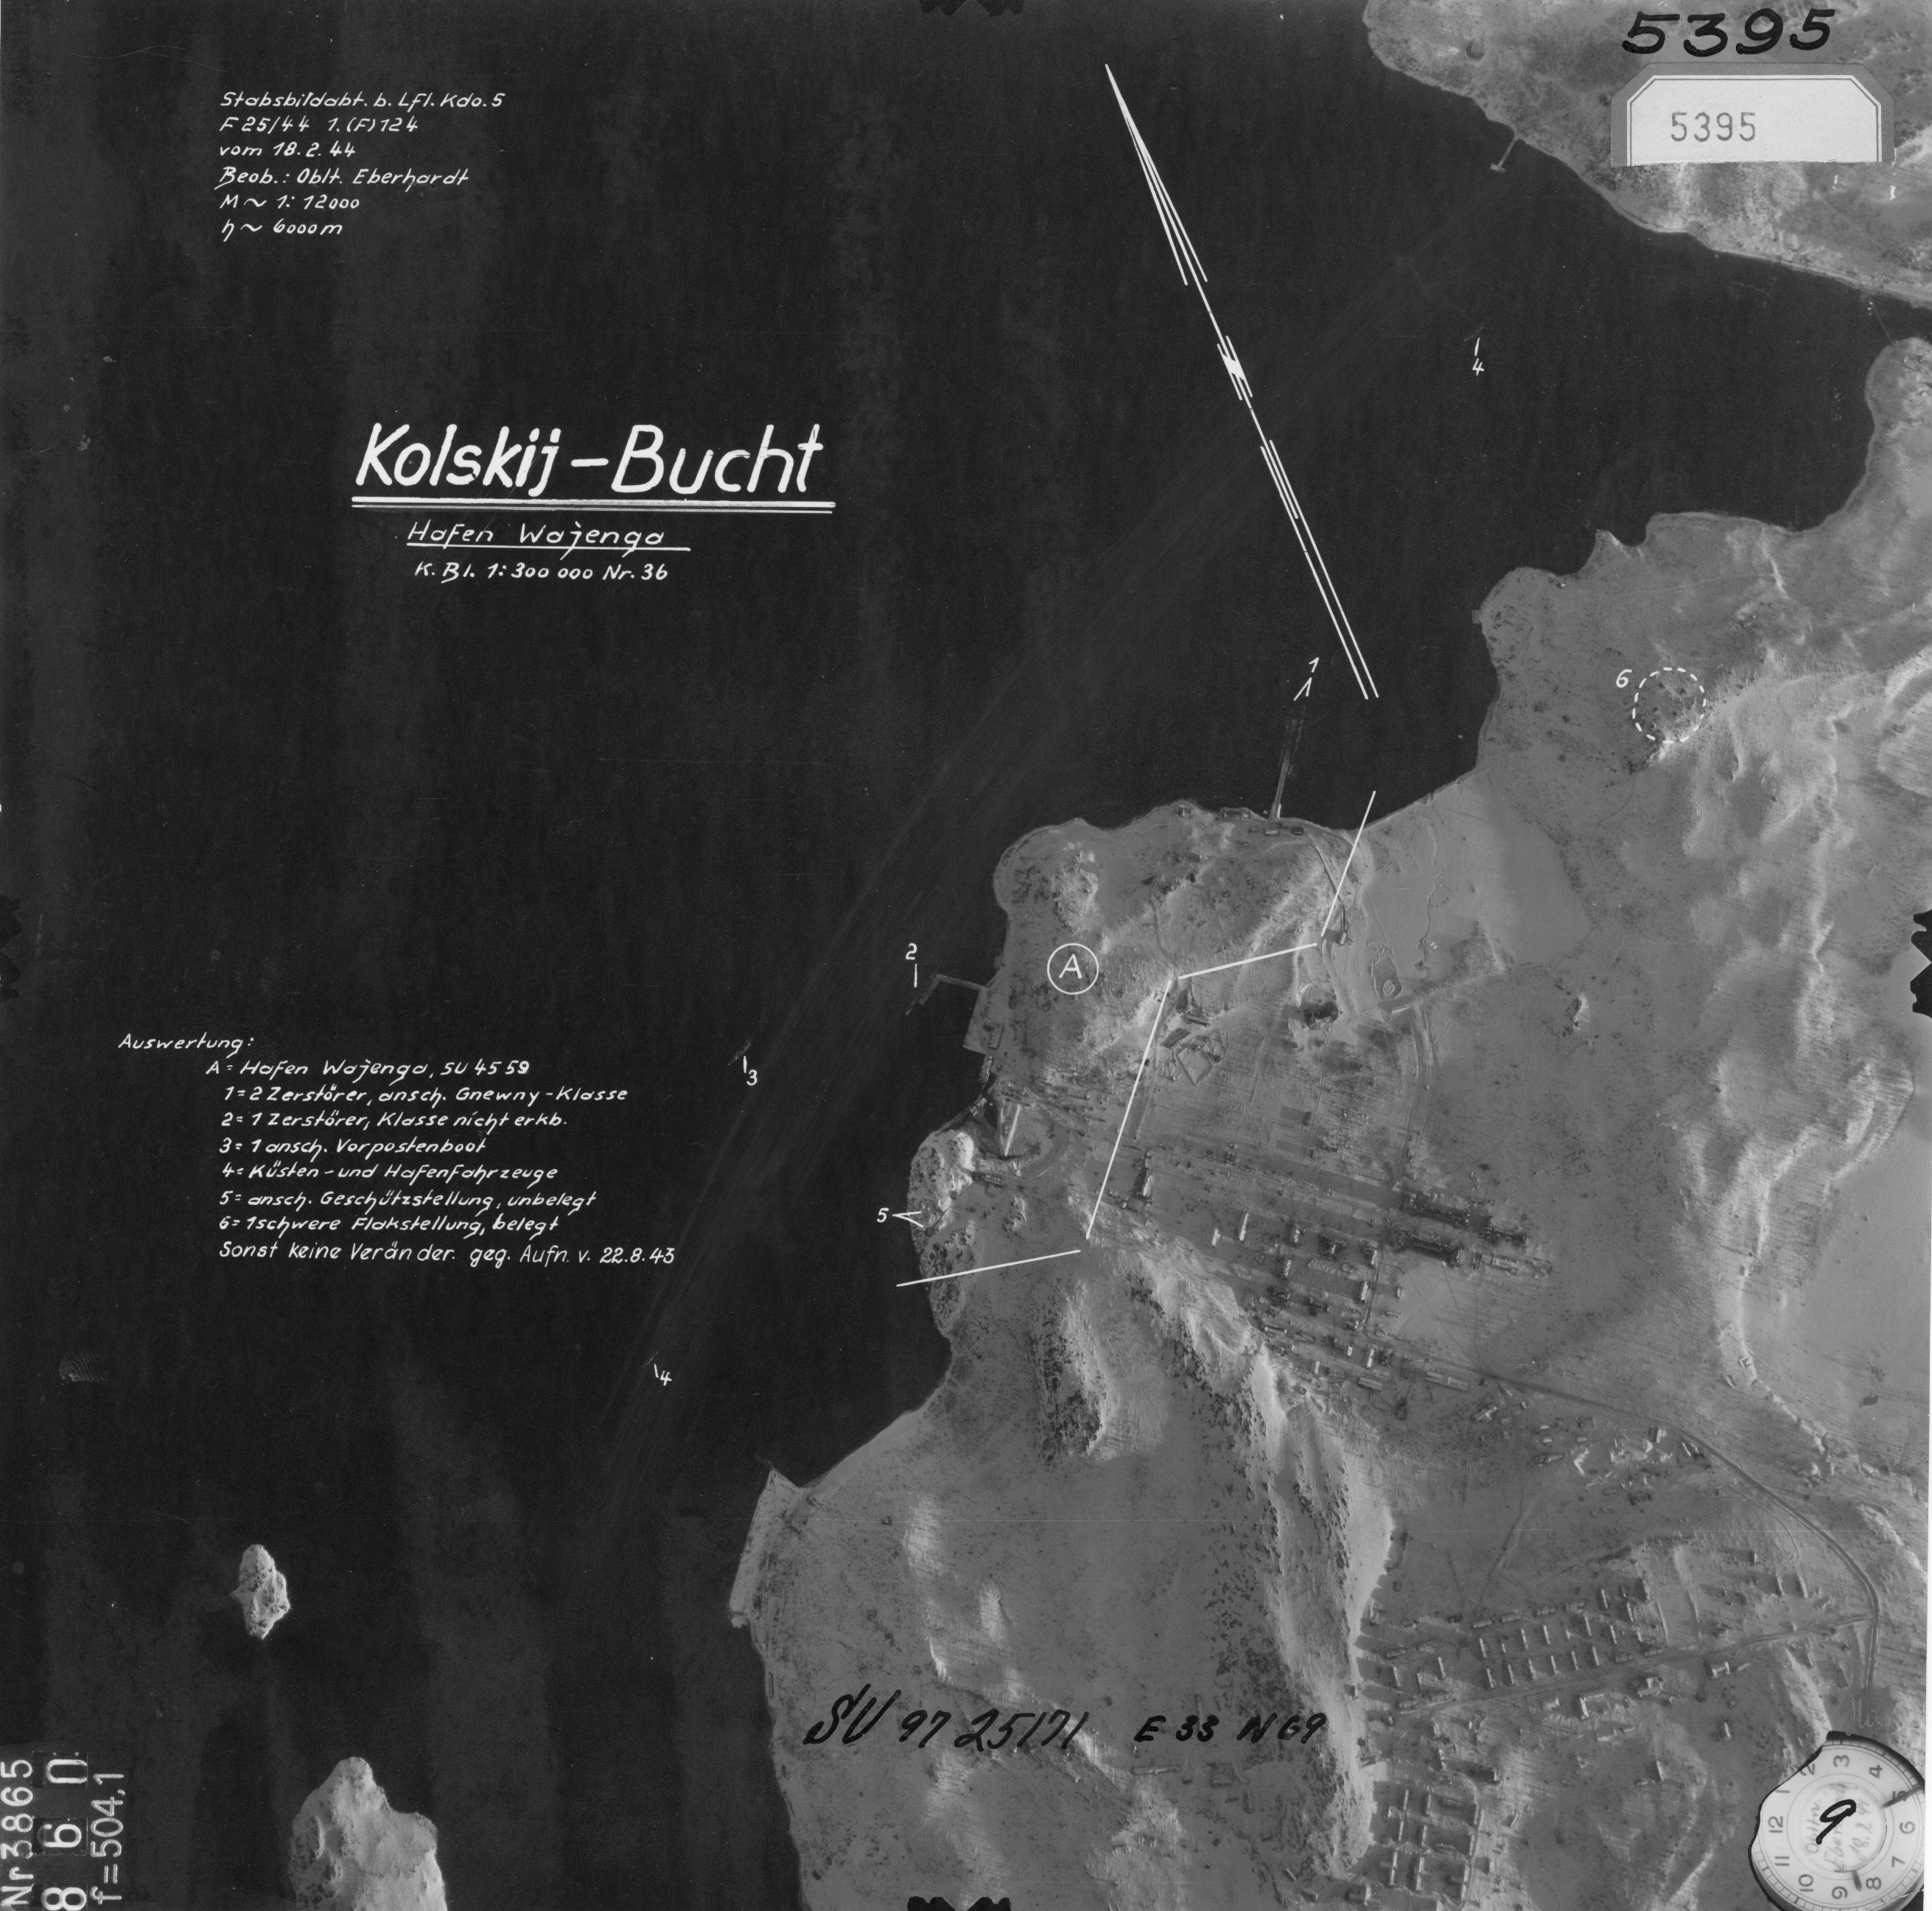 5395
5395
Stabsbildabt. b. Lfl. Kdo. 5
F 25/44 1.(F)124
vom 18.2.44
Beob.: Oblt. Eberhardt
M ~ 1:12000
h ~ 6000m
4
Kolskij-Bucht
Hafen Wajenga
K. Bl. 1:300 000 Nr. 36
1
6
2
A
3
Auswertung:
A = Hafen Wajenga, SU 4559
1 = 2 Zerstörer, ansch. Gnewny-Klasse
2 = 1 Zerstörer, Klasse nicht erkb.
3 = 1 ansch. Vorpostenboot
4 = Küsten- und Hafenfahrzeuge
5 = ansch. Geschützstellung, unbelegt
6 = 1 schwere Flakstellung, belegt
Sonst keine Veränder. geg. Aufn. v. 22.8.43
5
4
SU 97 25171 E 33 N 69
Nr 3865
860
f=504,1
12 1 2 3 4 5 6 7 8 9 10 11
9